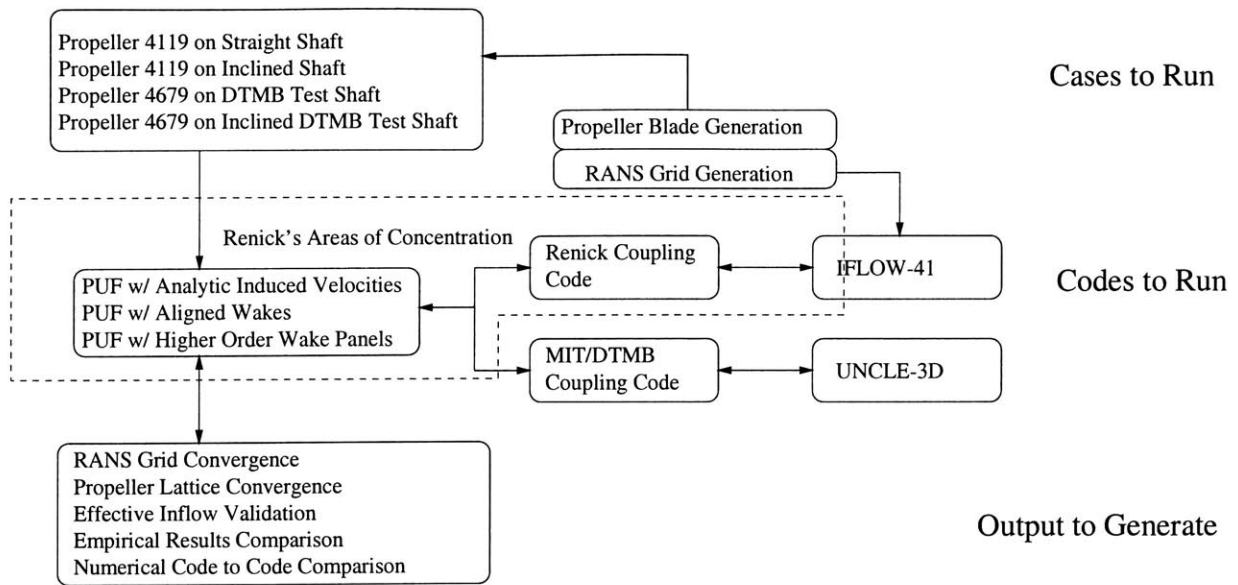 Propeller 4119 on Straight Shaft
Propeller 4119 on Inclined Shaft
Propeller 4679 on DTMB Test Shaft
Propeller 4679 on Inclined DTMB Test Shaft
Cases to Run
Propeller Blade Generation
RANS Grid Generation
Renick's Areas of Concentration
PUF w/ Analytic Induced Velocities
PUF w/ Aligned Wakes
PUF w/ Higher Order Wake Panels
Renick Coupling
Code
IFLOW-41
Codes to Run
MIT/DTMB
Coupling Code
UNCLE-3D
RANS Grid Convergence
Propeller Lattice Convergence
Effective Inflow Validation
Empirical Results Comparison
Numerical Code to Code Comparison
Output to Generate